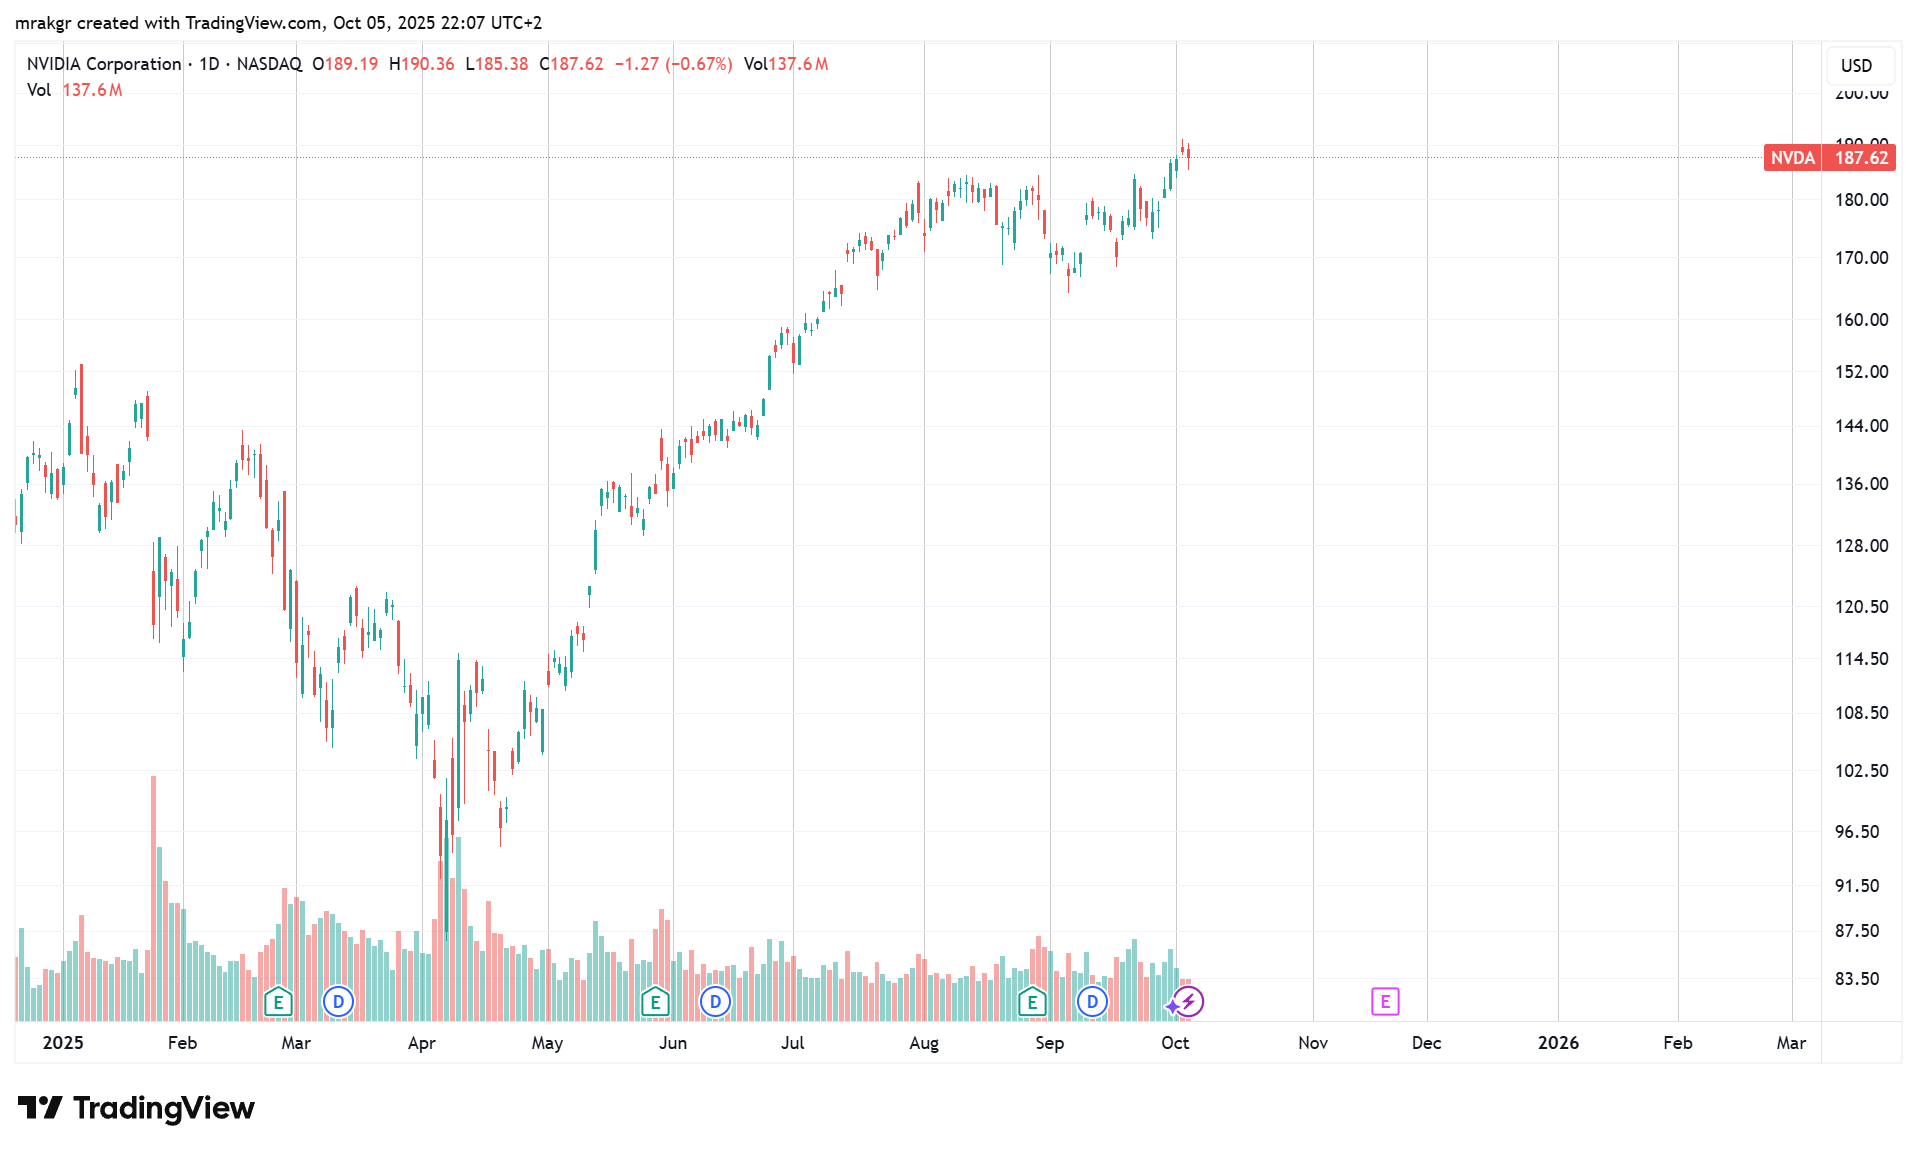 mrakgr created with TradingView.com, Oct 05, 2025 22:07 UTC+2
NVIDIA Corporation · 1D · NASDAQ O189.19 H190.36 L185.38 C187.62 −1.27 (−0.67%) Vol137.6M
Vol 137.6M
USD
200.00
190.00
NVDA 187.62
180.00
170.00
160.00
152.00
144.00
136.00
128.00
120.50
114.50
108.50
102.50
96.50
91.50
87.50
83.50
E D E D E D E
2025 Feb Mar Apr May Jun Jul Aug Sep Oct Nov Dec 2026 Feb Mar
TradingView